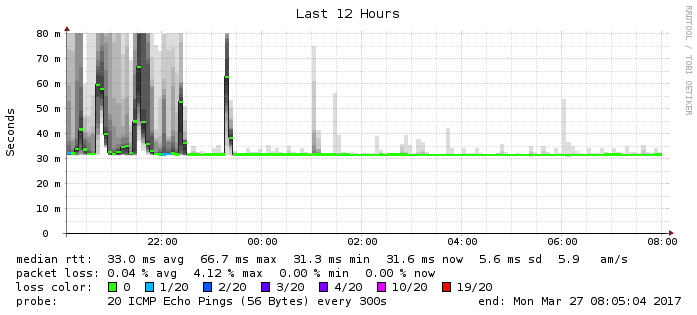 Last 12 Hours
RRDTOOL / TOBI OETIKER
Seconds
80 m
70 m
60 m
50 m
40 m
30 m
20 m
10 m
0
22:00 00:00 02:00 04:00 06:00 08:00
median rtt: 33.0 ms avg 66.7 ms max 31.3 ms min 31.6 ms now 5.6 ms sd 5.9 am/s
packet loss: 0.04 % avg 4.12 % max 0.00 % min 0.00 % now
loss color: 0 1/20 2/20 3/20 4/20 10/20 19/20
probe: 20 ICMP Echo Pings (56 Bytes) every 300s end: Mon Mar 27 08:05:04 2017